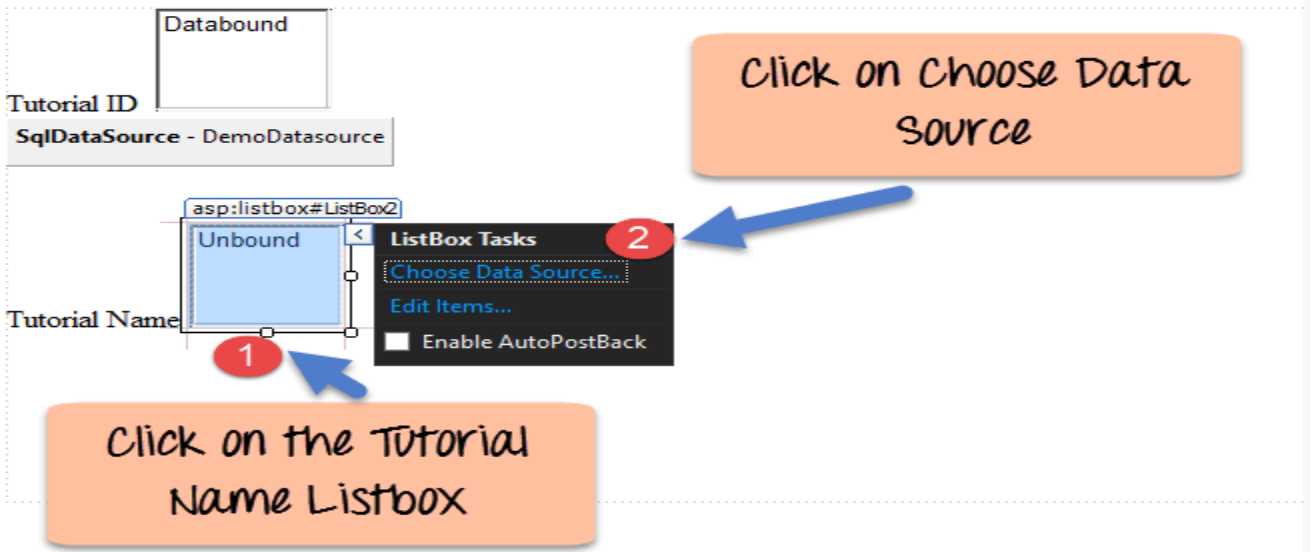 Databound
Tutorial ID
SqlDataSource - DemoDatasource
Click on Choose Data
Source
asp:listbox#ListBox2
Unbound
<
ListBox Tasks
2
Choose Data Source...
Edit Items...
Enable AutoPostBack
Tutorial Name
1
Click on the Tutorial
Name Listbox